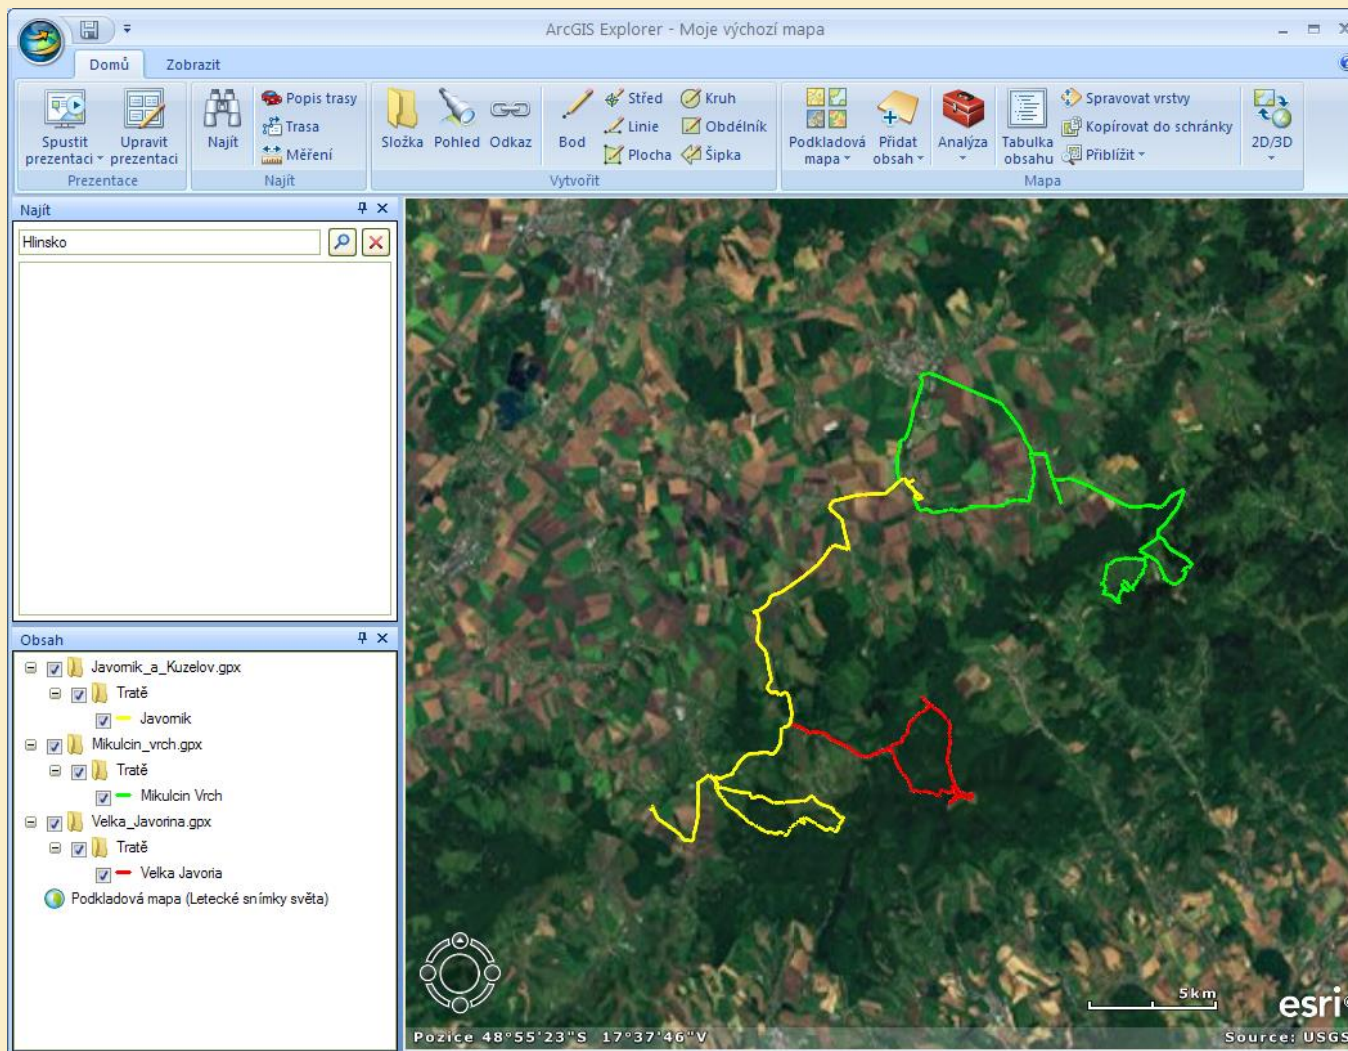 ArcGIS Explorer - Moje výchozí mapa
Domů Zobrazit
Spustit prezentaci
Upravit prezentaci
Prezentace
Najít
Popis trasy
Trasa
Měření
Najít
Složka
Pohled
Odkaz
Bod
Střed
Linie
Plocha
Kruh
Obdélník
Šipka
Vytvořit
Podkladová mapa
Přidat obsah
Analýza
Tabulka obsahu
Spravovat vrstvy
Kopírovat do schránky
Přiblížit
2D/3D
Mapa
Najít
Hlinsko
Obsah
Javornik_a_Kuzelov.gpx
Tratě
Javornik
Mikulcin_vrch.gpx
Tratě
Mikulcin Vrch
Velka_Javorina.gpx
Tratě
Velka Javoria
Podkladová mapa (Letecké snímky světa)
5km
esri
Pozice 48°55'23"S 17°37'46"V
Source: USGS